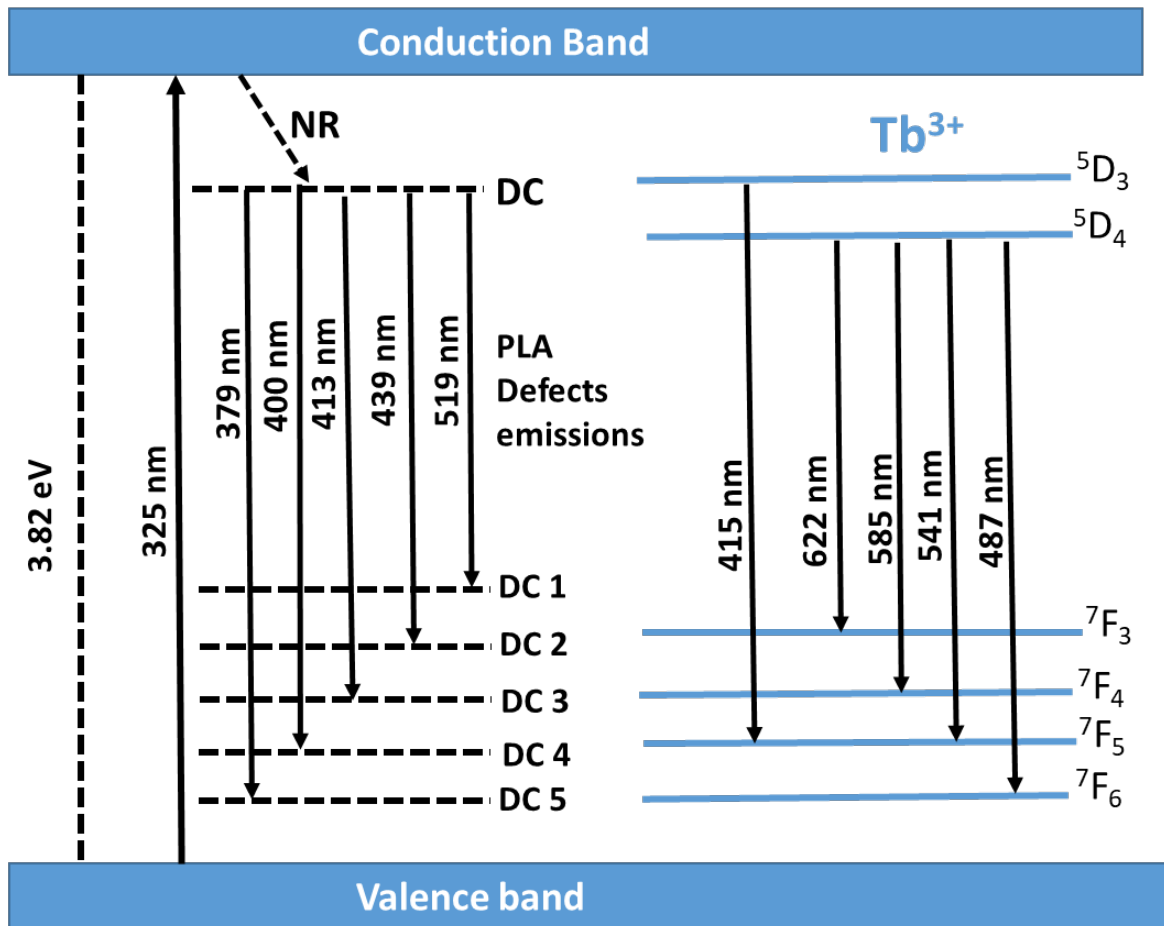 Conduction Band
NR
Tb³⁺
⁵D₃
DC
⁵D₄
3.82 eV
325 nm
379 nm
400 nm
413 nm
439 nm
519 nm
PLA
Defects
emissions
415 nm
622 nm
585 nm
541 nm
487 nm
DC 1
DC 2
DC 3
DC 4
DC 5
⁷F₃
⁷F₄
⁷F₅
⁷F₆
Valence band